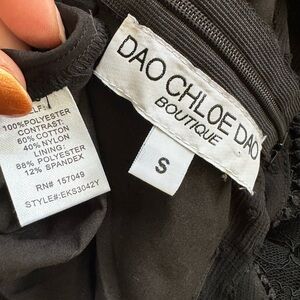 SELF:
100%POLYESTER
CONTRAST:
60% COTTON
40% NYLON
LINING:
88% POLYESTER
12% SPANDEX
RN# 157049
STYLE#:EKS3042Y
DAO CHLOE DAO
BOUTIQUE
S